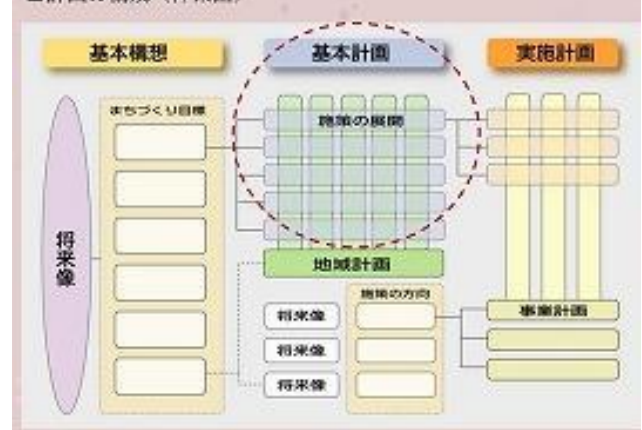 基本構想
基本計画
実施計画
まちづくり目標
施策の展開
将来像
地域計画
施策の方向
将来像
将来像
将来像
事業計画